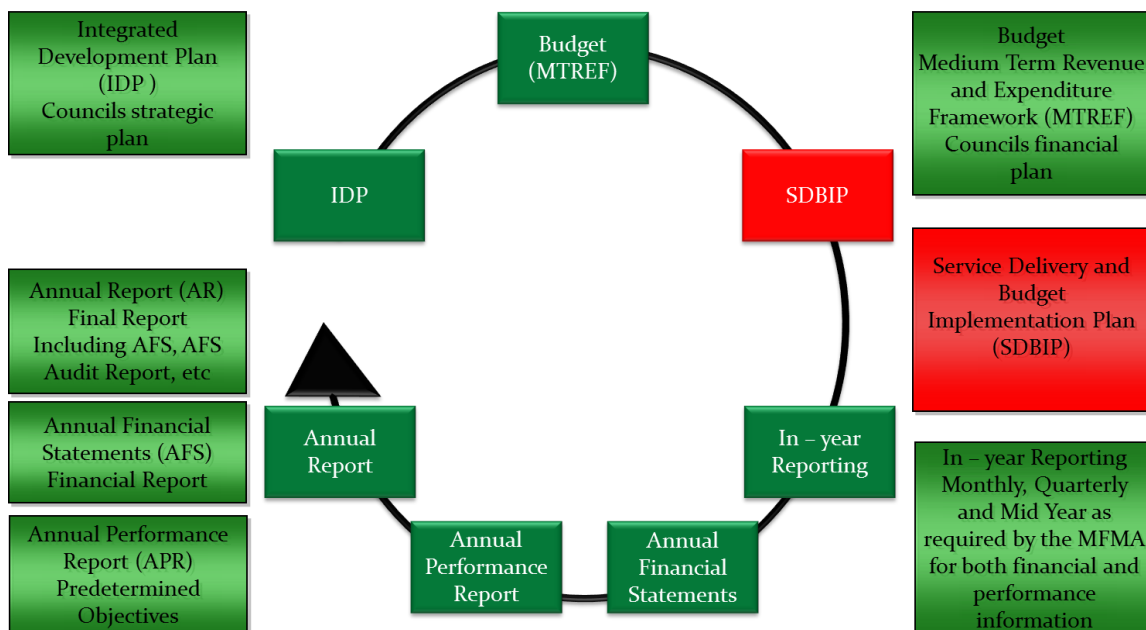 Integrated
Development Plan
(IDP )
Councils strategic
plan
Budget
(MTREF)
Budget
Medium Term Revenue
and Expenditure
Framework (MTREF)
Councils financial
plan
IDP
SDBIP
Service Delivery and
Budget
Implementation Plan
(SDBIP)
Annual Report (AR)
Final Report
Including AFS, AFS
Audit Report, etc
Annual Financial
Statements (AFS)
Financial Report
Annual
Report
In – year
Reporting
In – year Reporting
Monthly, Quarterly
and Mid Year as
required by the MFMA
for both financial and
performance
information
Annual Performance
Report (APR)
Predetermined
Objectives
Annual
Performance
Report
Annual
Financial
Statements